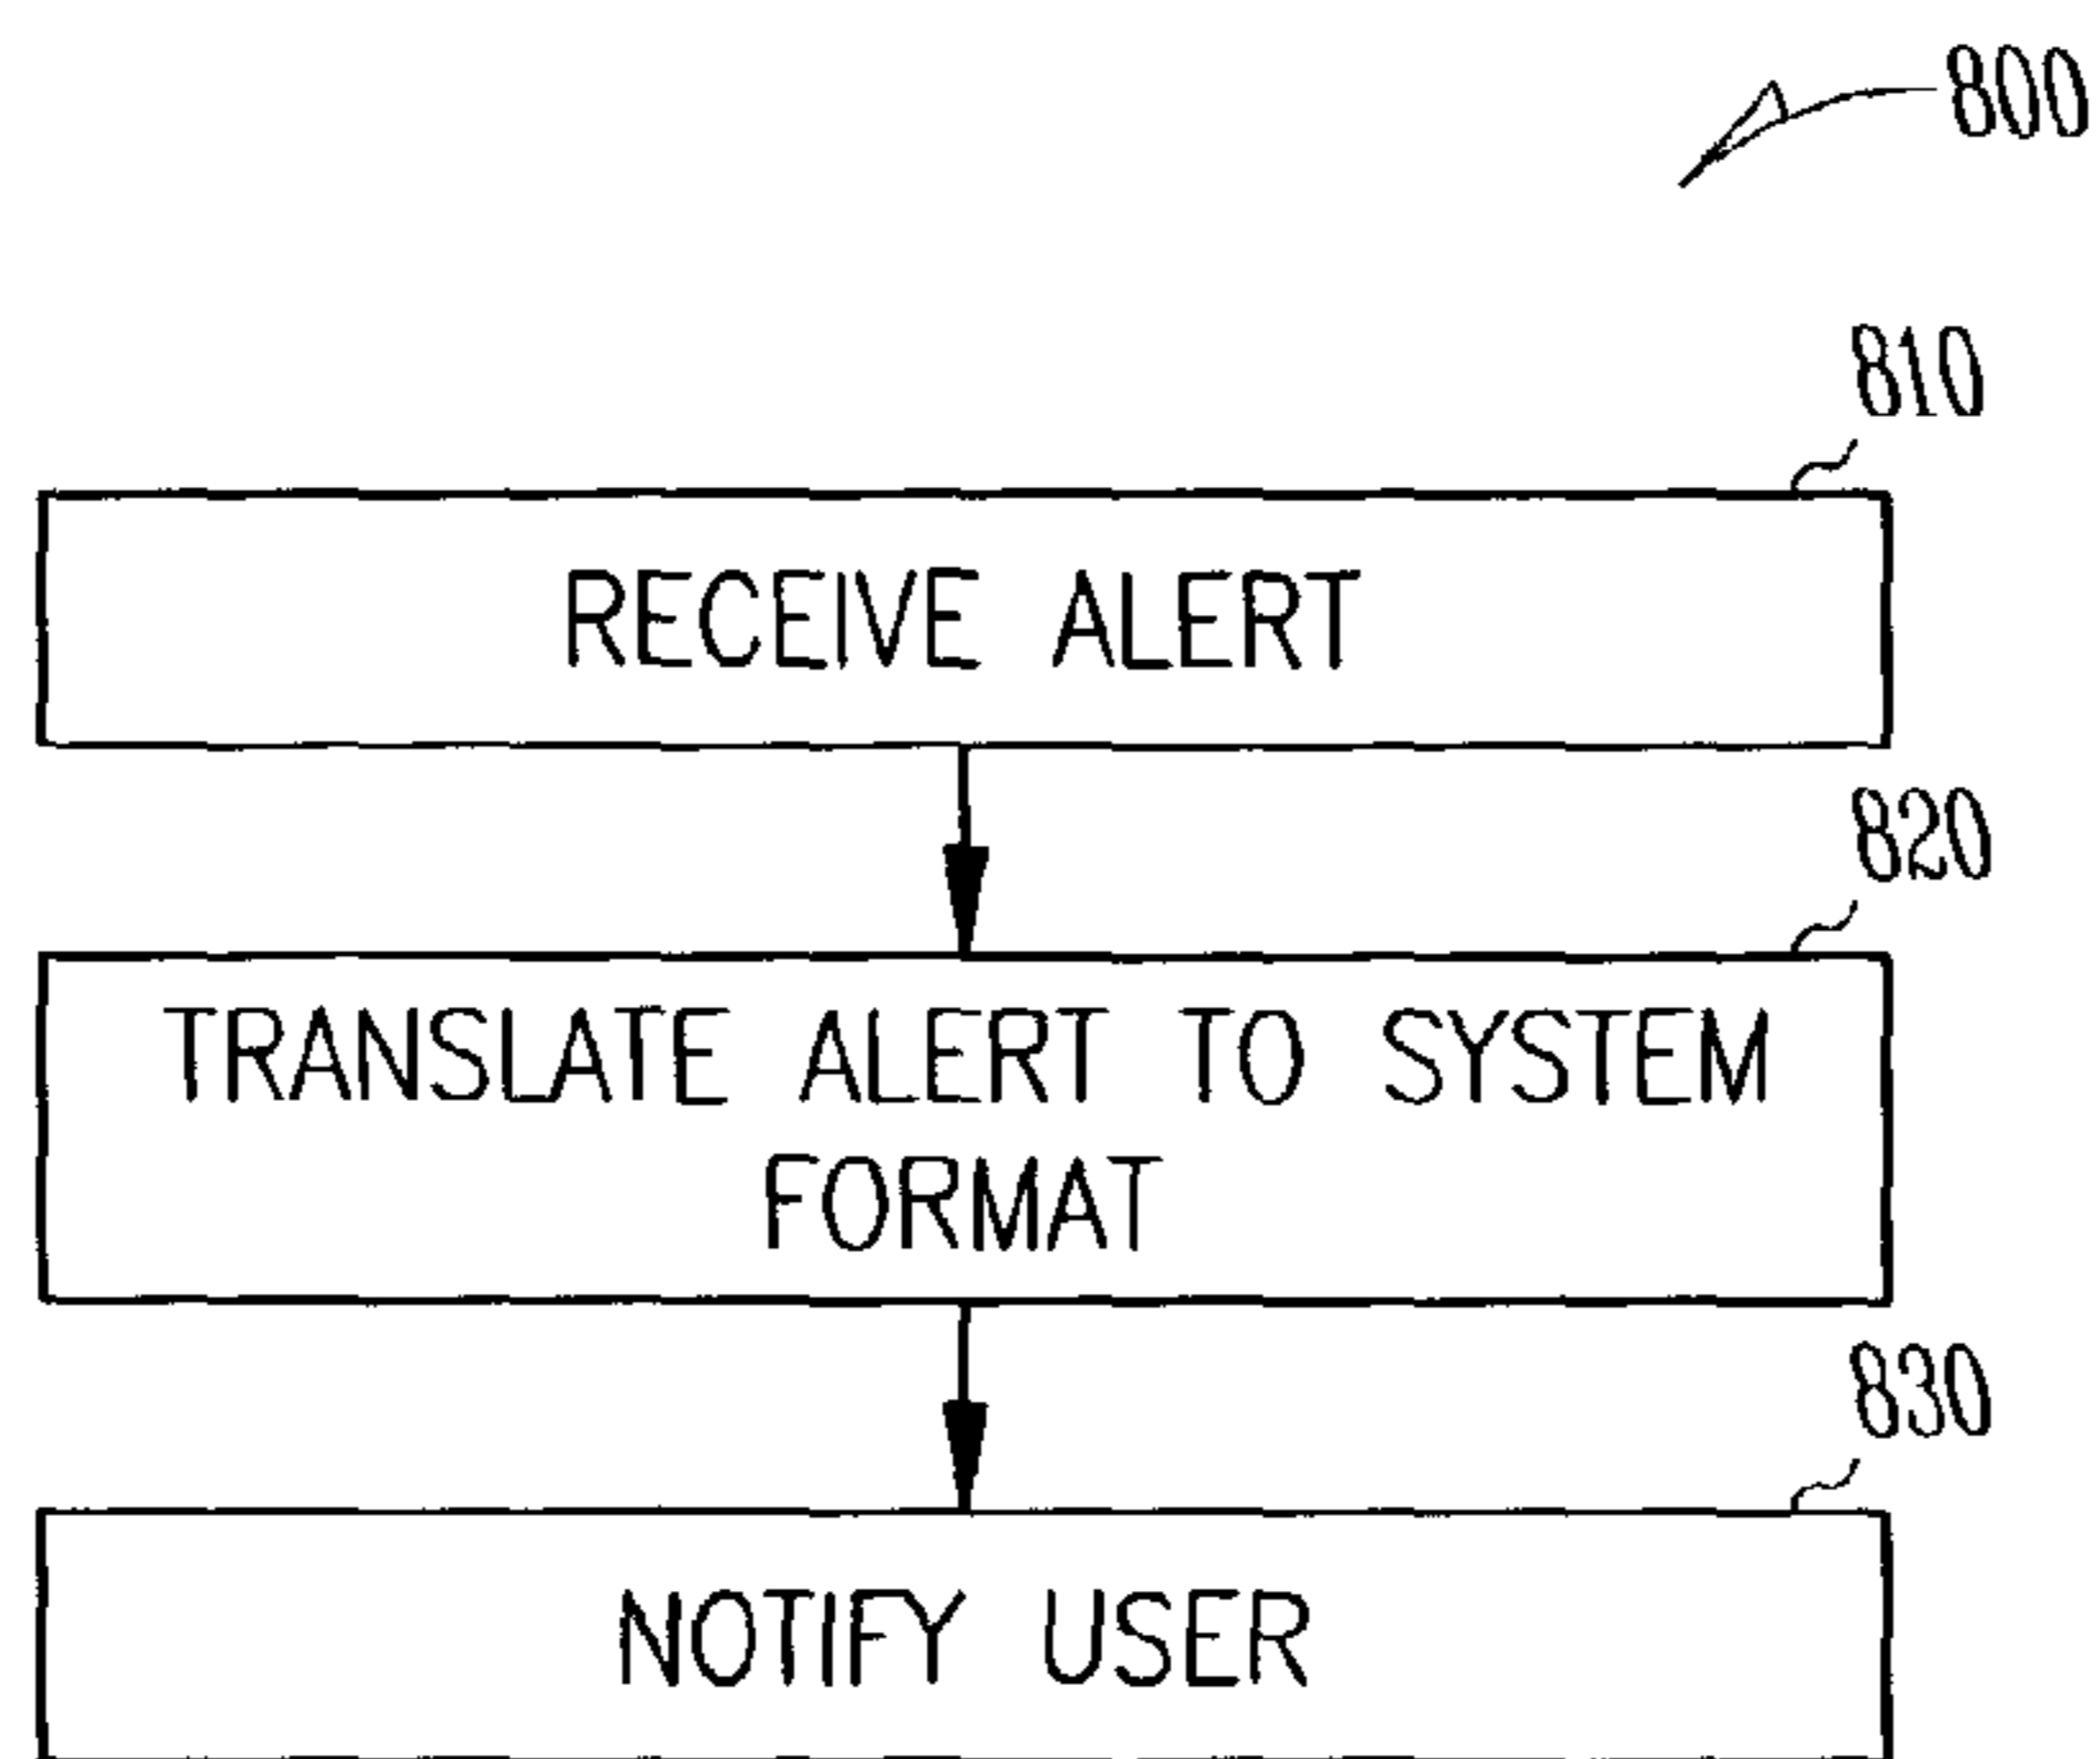 800
810
RECEIVE ALERT
820
TRANSLATE ALERT TO SYSTEM
FORMAT
830
NOTIFY USER